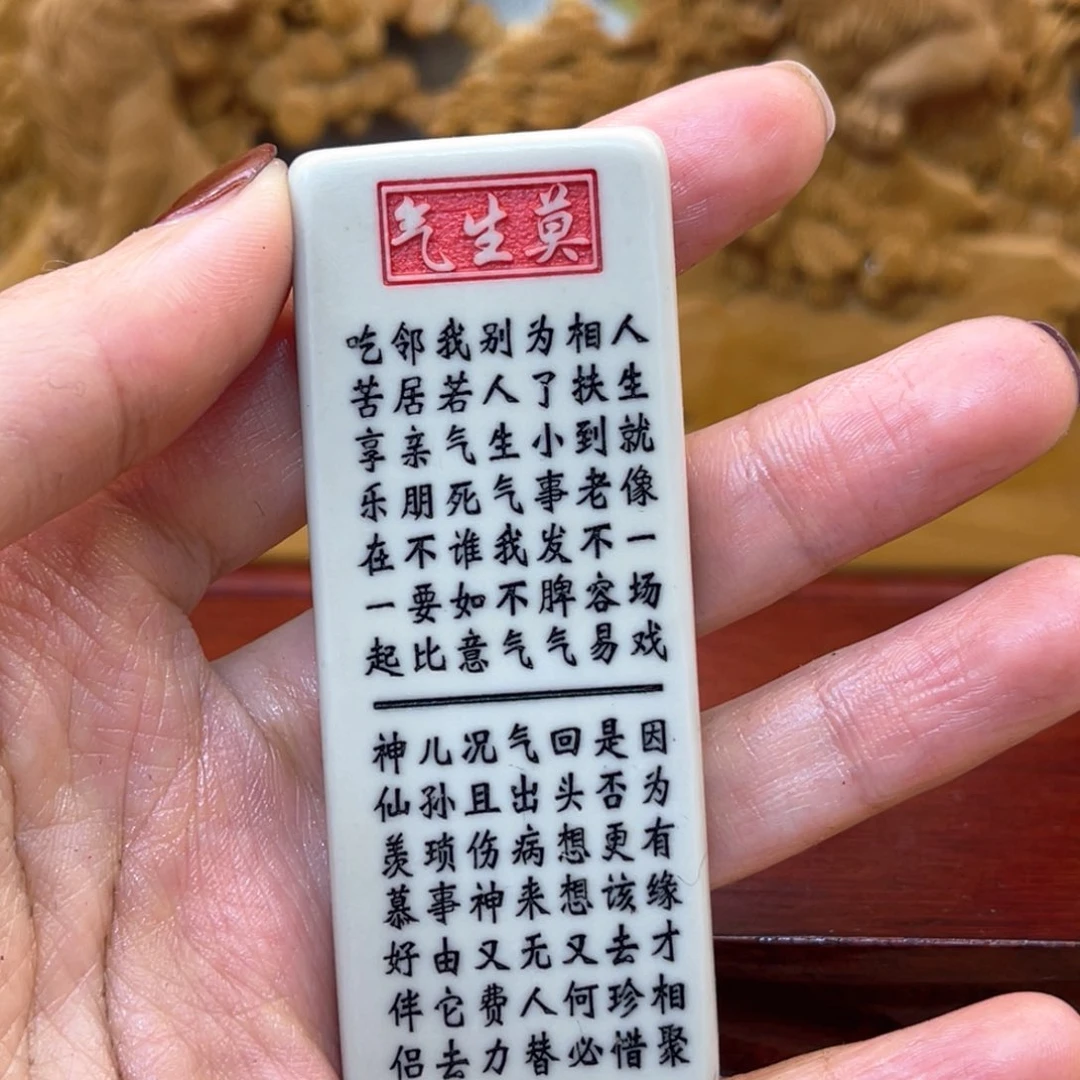 莫生气
人生就像一场戏
相扶到老不容易
为了小事发脾气
别人生气我不气
我若气死谁如意
邻居亲朋不要比
吃苦享乐在一起
因为有缘才相聚
是否更该去珍惜
回头想想又何必
气出病来无人替
况且伤神又费力
儿孙琐事由它去
神仙羡慕好伴侣